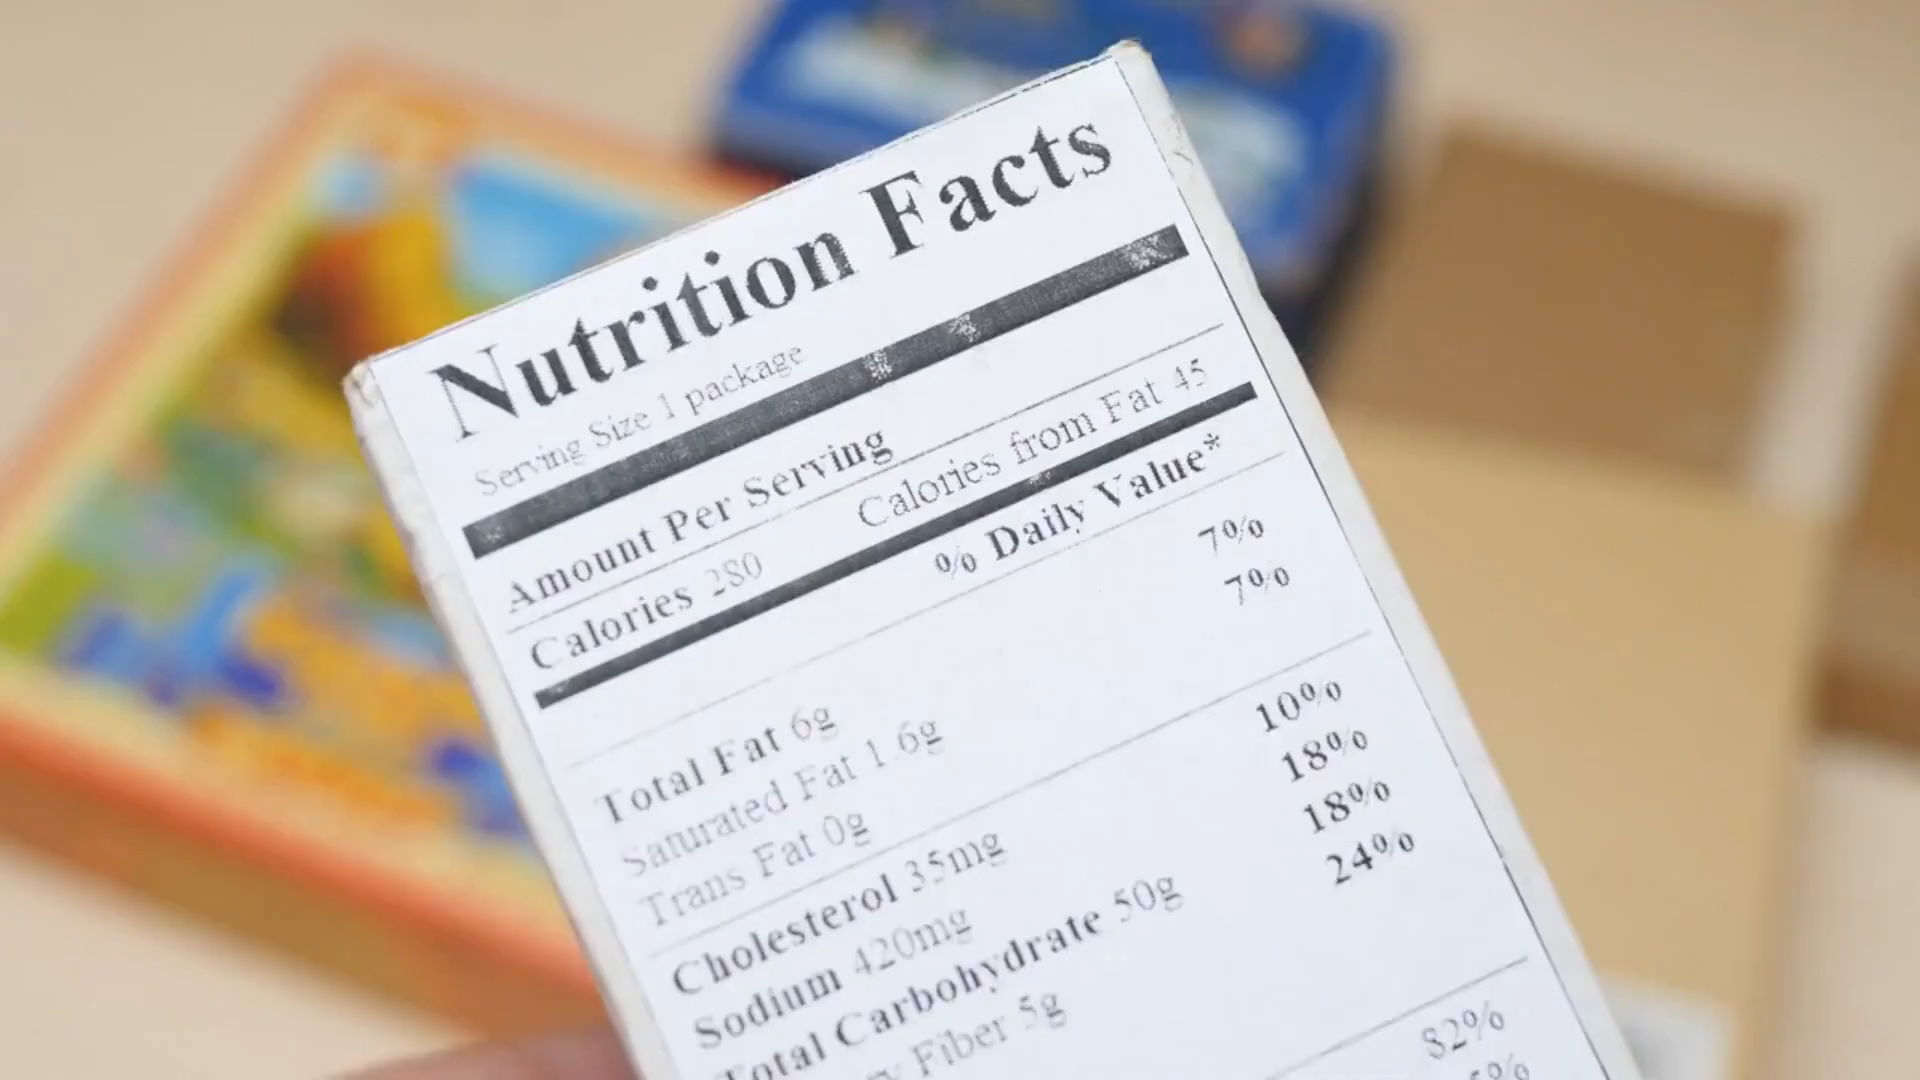 Nutrition Facts
Serving Size 1 package
Amount Per Serving
Calories 280 Calories from Fat 45
% Daily Value*
Total Fat 6g 7%
Saturated Fat 1.6g 7%
Trans Fat 0g
Cholesterol 35mg 10%
Sodium 420mg 18%
Total Carbohydrate 50g 18%
Fiber 5g 24%
82%